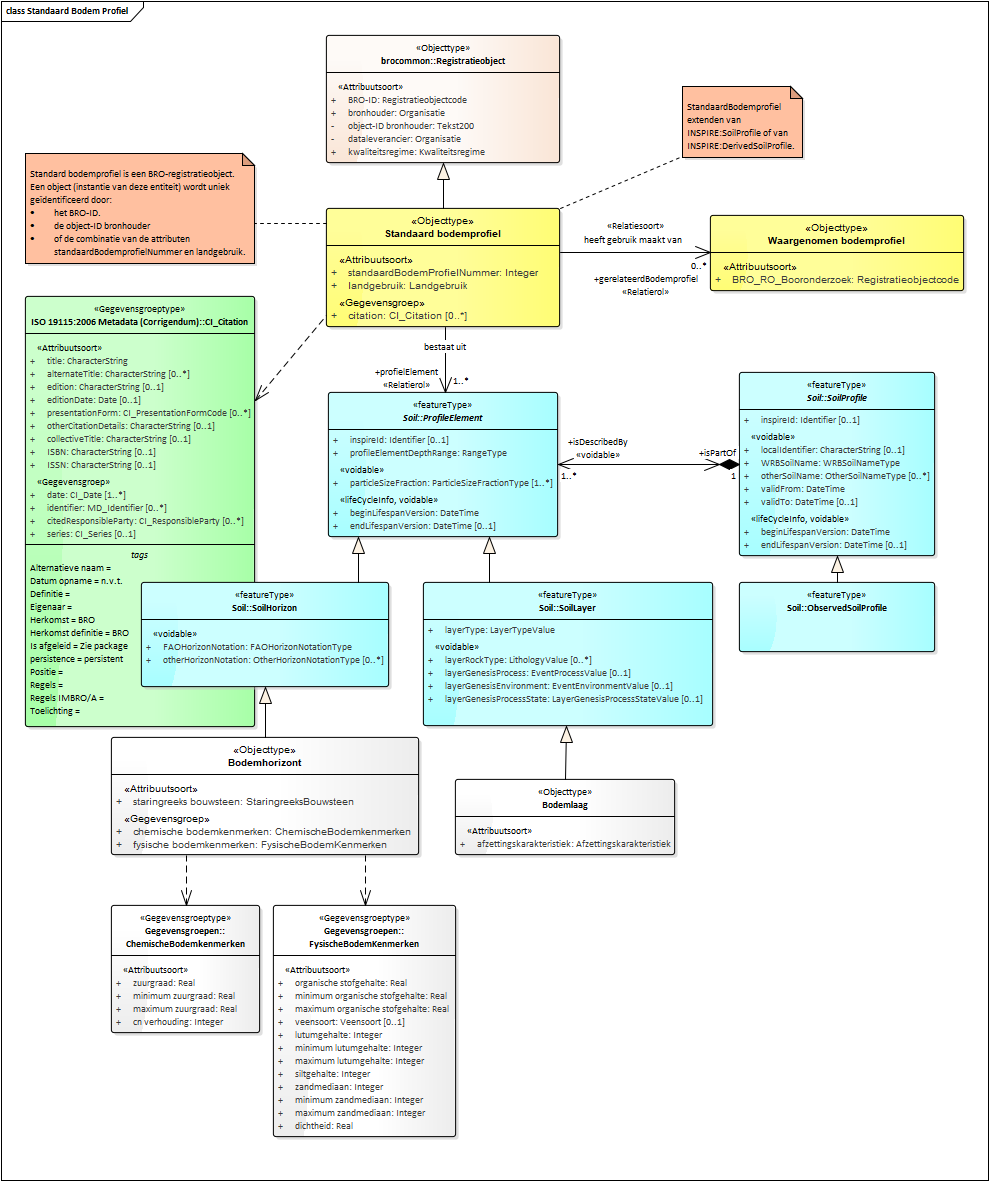 class Standaard Bodem Profiel
«Objecttype»
brocommon::Registratieobject
«Attribuutsoort»
+ BRO-ID: Registratieobjectcode
+ bronhouder: Organisatie
- object-ID bronhouder: Tekst200
- dataleverancier: Organisatie
+ kwaliteitsregime: Kwaliteitsregime
StandaardBodemprofiel
extenden van
INSPIRE:SoilProfile of van
INSPIRE:DerivedSoilProfile.
Standaard bodemprofiel is een BRO-registratieobject.
Een object (instantie van deze entiteit) wordt uniek
geïdentificeerd door:
• het BRO-ID.
• de object-ID bronhouder
• of de combinatie van de attributen
standaardBodemprofielNummer en landgebruik.
«Objecttype»
Standaard bodemprofiel
«Attribuutsoort»
+ standaardBodemProfielNummer: Integer
+ landgebruik: Landgebruik
«Gegevensgroep»
+ citation: CI_Citation [0..*]
«Relatiesoort»
heeft gebruik maakt van
0..*
+gerelateerdBodemprofiel
«Relatierol»
«Objecttype»
Waargenomen bodemprofiel
«Attribuutsoort»
+ BRO_RO_Booronderzoek: Registratieobjectcode
«Gegevensgroeptype»
ISO 19115:2006 Metadata (Corrigendum)::CI_Citation
«Attribuutsoort»
+ title: CharacterString
+ alternateTitle: CharacterString [0..*]
+ edition: CharacterString [0..1]
+ editionDate: Date [0..1]
+ presentationForm: CI_PresentationFormCode [0..*]
+ otherCitationDetails: CharacterString [0..1]
+ collectiveTitle: CharacterString [0..1]
+ ISBN: CharacterString [0..1]
+ ISSN: CharacterString [0..1]
«Gegevensgroep»
+ date: CI_Date [1..*]
+ identifier: MD_Identifier [0..*]
+ citedResponsibleParty: CI_ResponsibleParty [0..*]
+ series: CI_Series [0..1]
tags
Alternatieve naam =
Datum opname = n.v.t.
Definitie =
Eigenaar =
Herkomst = BRO
Herkomst definitie = BRO
Is afgeleid = Zie package
persistence = persistent
Positie =
Regels =
Regels IMBRO/A =
Toelichting =
bestaat uit
+profielElement
«Relatierol»
1..*
«featureType»
Soil::ProfileElement
+ inspireId: Identifier [0..1]
+ profileElementDepthRange: RangeType
«voidable»
+ particleSizeFraction: ParticleSizeFractionType [1..*]
«lifeCycleInfo, voidable»
+ beginLifespanVersion: DateTime
+ endLifespanVersion: DateTime [0..1]
+isDescribedBy
«voidable»
1..*
+isPartOf
1
«featureType»
Soil::SoilProfile
+ inspireId: Identifier [0..1]
«voidable»
+ localIdentifier: CharacterString [0..1]
+ WRBSoilName: WRBSoilNameType
+ otherSoilName: OtherSoilNameType [0..*]
+ validFrom: DateTime
+ validTo: DateTime [0..1]
«lifeCycleInfo, voidable»
+ beginLifespanVersion: DateTime
+ endLifespanVersion: DateTime [0..1]
«featureType»
Soil::SoilHorizon
«voidable»
+ FAOHorizonNotation: FAOHorizonNotationType
+ otherHorizonNotation: OtherHorizonNotationType [0..*]
«featureType»
Soil::SoilLayer
+ layerType: LayerTypeValue
«voidable»
+ layerRockType: LithologyValue [0..*]
+ layerGenesisProcess: EventProcessValue [0..1]
+ layerGenesisEnvironment: EventEnvironmentValue [0..1]
+ layerGenesisProcessState: LayerGenesisProcessStateValue [0..1]
«featureType»
Soil::ObservedSoilProfile
«Objecttype»
Bodemhorizont
«Attribuutsoort»
+ staringreeks bouwsteen: StaringreeksBouwsteen
«Gegevensgroep»
+ chemische bodemkenmerken: ChemischeBodemkenmerken
+ fysische bodemkenmerken: FysischeBodemKenmerken
«Objecttype»
Bodemlaag
«Attribuutsoort»
+ afzettingskarakteristiek: Afzettingskarakteristiek
«Gegevensgroeptype»
Gegevensgroepen::
ChemischeBodemkenmerken
«Attribuutsoort»
+ zuurgraad: Real
+ minimum zuurgraad: Real
+ maximum zuurgraad: Real
+ cn verhouding: Integer
«Gegevensgroeptype»
Gegevensgroepen::
FysischeBodemKenmerken
«Attribuutsoort»
+ organische stofgehalte: Real
+ minimum organische stofgehalte: Real
+ maximum organische stofgehalte: Real
+ veensoort: Veensoort [0..1]
+ lutumgehalte: Integer
+ minimum lutumgehalte: Integer
+ maximum lutumgehalte: Integer
+ siltgehalte: Integer
+ zandmediaan: Integer
+ minimum zandmediaan: Integer
+ maximum zandmediaan: Integer
+ dichtheid: Real